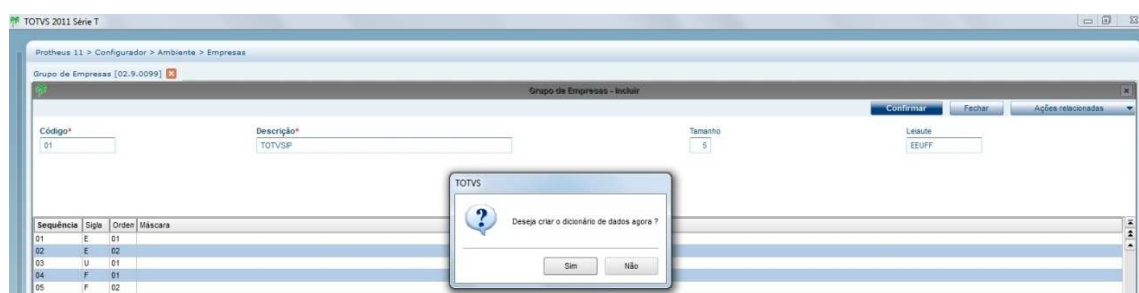 TOTVS 2011 Série T
Protheus 11 > Configurador > Ambiente > Empresas
Grupo de Empresas [02.9.0099]
Grupo de Empresas - Incluir
Confirmar Fechar Ações relacionadas
Código* Descrição* Tamanho Leiaute
01 TOTVSIP 5 EEUFF
TOTVS
Deseja criar o dicionário de dados agora ?
Sim Não
Sequência Sigla Ordem Máscara
01 E 01
02 E 02
03 U 01
04 F 01
05 F 02